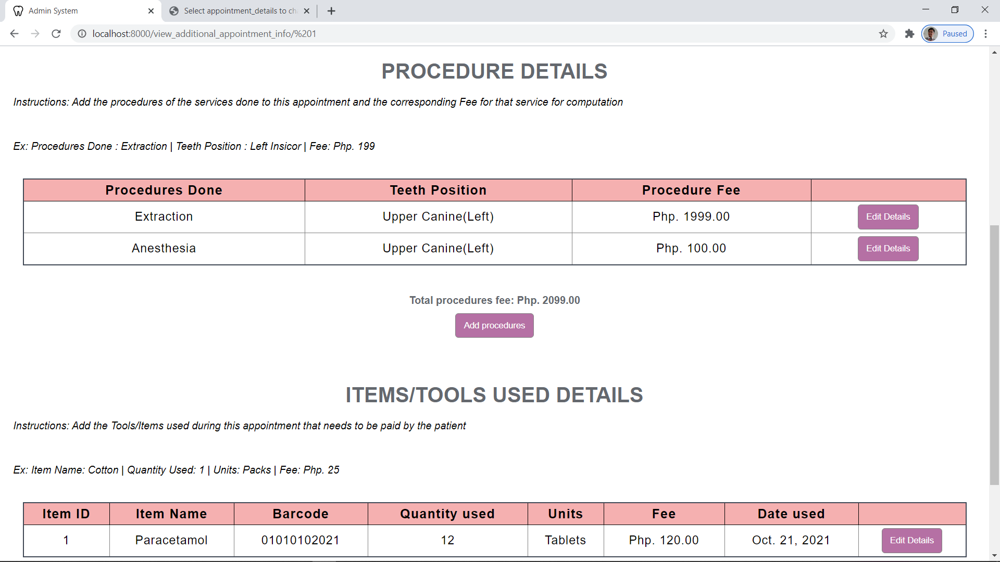 Admin System
Select appointment_details to ch
localhost:8000/view_additional_appointment_info/%201
Paused
PROCEDURE DETAILS
Instructions: Add the procedures of the services done to this appointment and the corresponding Fee for that service for computation
Ex: Procedures Done : Extraction | Teeth Position : Left Insicor | Fee: Php. 199
Procedures Done Teeth Position Procedure Fee
Extraction Upper Canine(Left) Php. 1999.00 Edit Details
Anesthesia Upper Canine(Left) Php. 100.00 Edit Details
Total procedures fee: Php. 2099.00
Add procedures
ITEMS/TOOLS USED DETAILS
Instructions: Add the Tools/Items used during this appointment that needs to be paid by the patient
Ex: Item Name: Cotton | Quantity Used: 1 | Units: Packs | Fee: Php. 25
Item ID Item Name Barcode Quantity used Units Fee Date used
1 Paracetamol 01010102021 12 Tablets Php. 120.00 Oct. 21, 2021 Edit Details